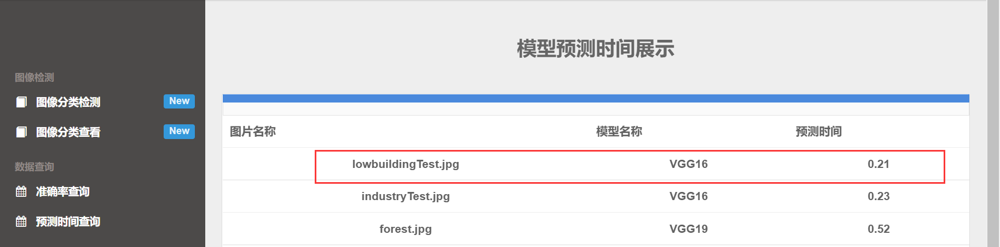 模型预测时间展示
图像检测
图像分类检测 New
图像分类查看 New
数据查询
准确率查询
预测时间查询
图片名称 模型名称 预测时间
lowbuildingTest.jpg VGG16 0.21
industryTest.jpg VGG16 0.23
forest.jpg VGG19 0.52